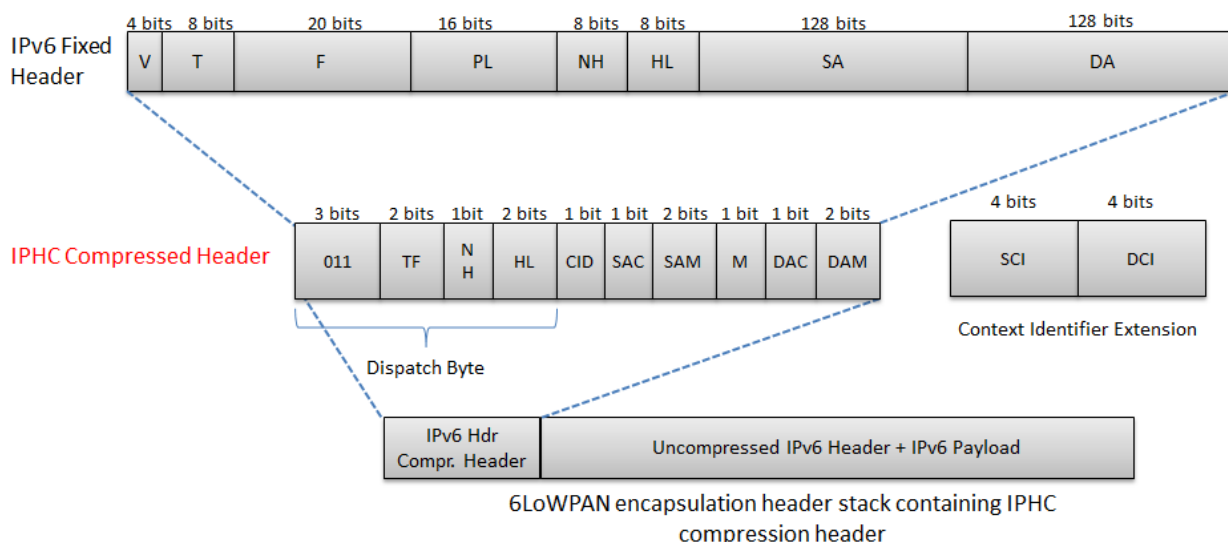 4 bits 8 bits 20 bits 16 bits 8 bits 8 bits 128 bits 128 bits
IPv6 Fixed
Header
V T F PL NH HL SA DA
3 bits 2 bits 1bit 2 bits 1 bit 1 bit 2 bits 1 bit 1 bit 2 bits
4 bits 4 bits
IPHC Compressed Header
011 TF N
H HL CID SAC SAM M DAC DAM
SCI DCI
Context Identifier Extension
Dispatch Byte
IPv6 Hdr
Compr. Header
Uncompressed IPv6 Header + IPv6 Payload
6LoWPAN encapsulation header stack containing IPHC
compression header